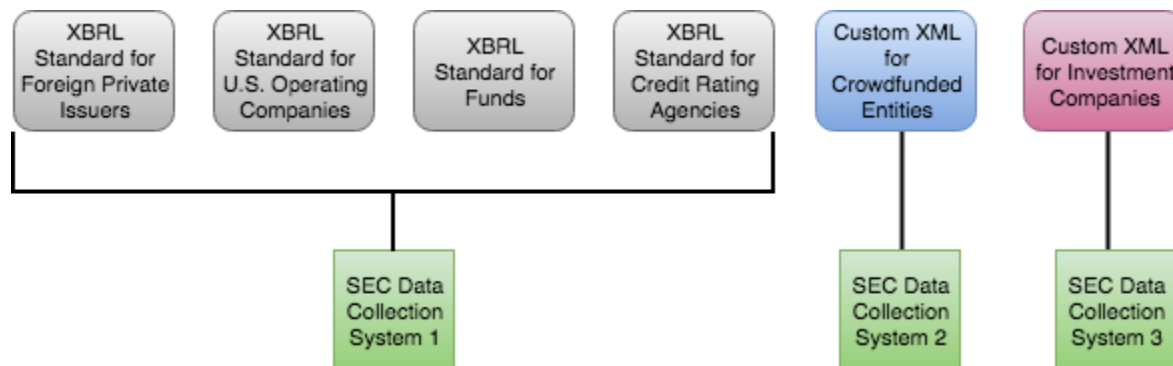 XBRL
Standard for
Foreign Private
Issuers
XBRL
Standard for
U.S. Operating
Companies
XBRL
Standard for
Funds
XBRL
Standard for
Credit Rating
Agencies
Custom XML
for
Crowdfunded
Entities
Custom XML
for Investment
Companies
SEC Data
Collection
System 1
SEC Data
Collection
System 2
SEC Data
Collection
System 3